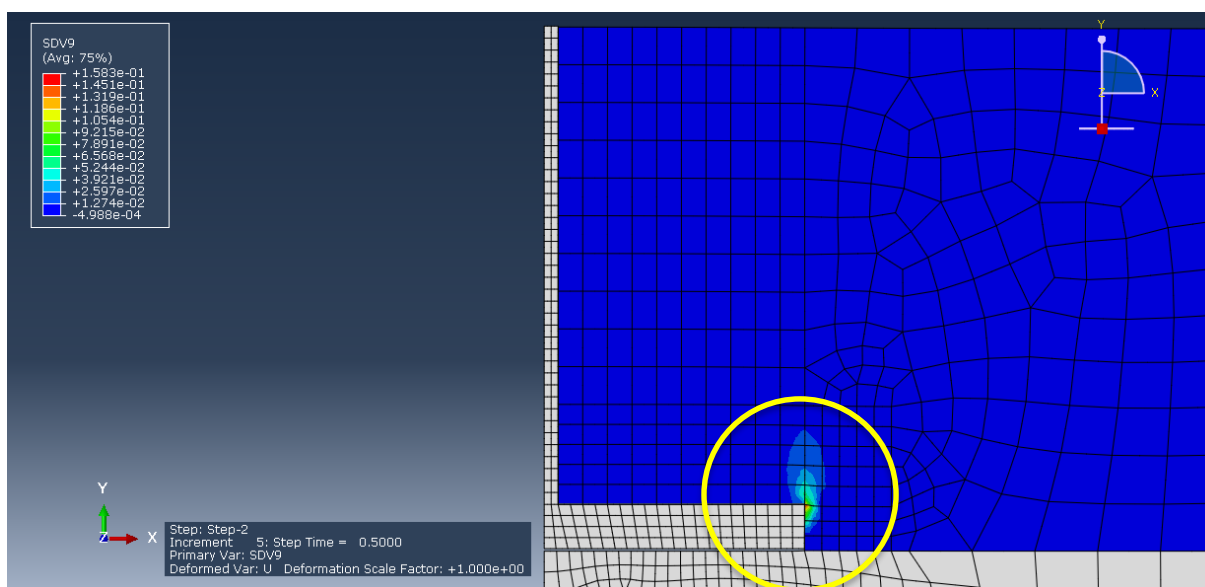 SDV9
(Avg: 75%)
+1.583e-01
+1.451e-01
+1.319e-01
+1.186e-01
+1.054e-01
+9.215e-02
+7.891e-02
+6.568e-02
+5.244e-02
+3.921e-02
+2.597e-02
+1.274e-02
-4.988e-04
Y
Z
X
Y
Z
X
Step: Step-2
Increment 5: Step Time = 0.5000
Primary Var: SDV9
Deformed Var: U Deformation Scale Factor: +1.000e+00